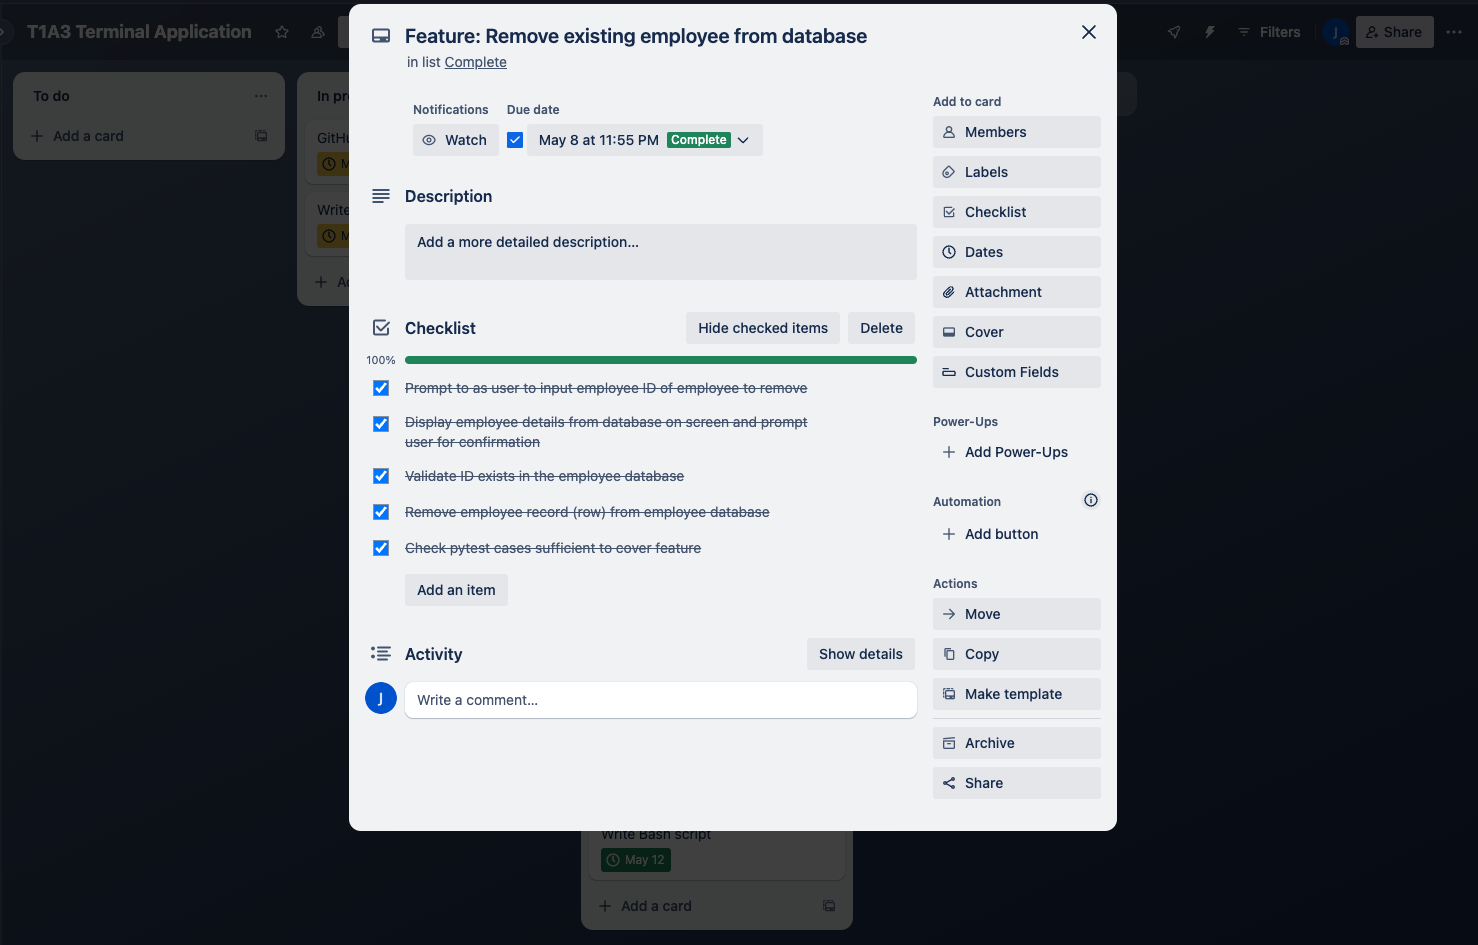 T1A3 Terminal Application
Filters
J
Share
To do
Add a card
In pr
GitHu
M
Write
M
Ad
Feature: Remove existing employee from database
in list Complete
Notifications
Due date
Watch
May 8 at 11:55 PM Complete
Description
Add a more detailed description...
Checklist
Hide checked items
Delete
100%
Prompt to as user to input employee ID of employee to remove
Display employee details from database on screen and prompt
user for confirmation
Validate ID exists in the employee database
Remove employee record (row) from employee database
Check pytest cases sufficient to cover feature
Add an item
Activity
Show details
J
Write a comment...
Add to card
Members
Labels
Checklist
Dates
Attachment
Cover
Custom Fields
Power-Ups
Add Power-Ups
Automation
Add button
Actions
Move
Copy
Make template
Archive
Share
Write Bash script
May 12
Add a card